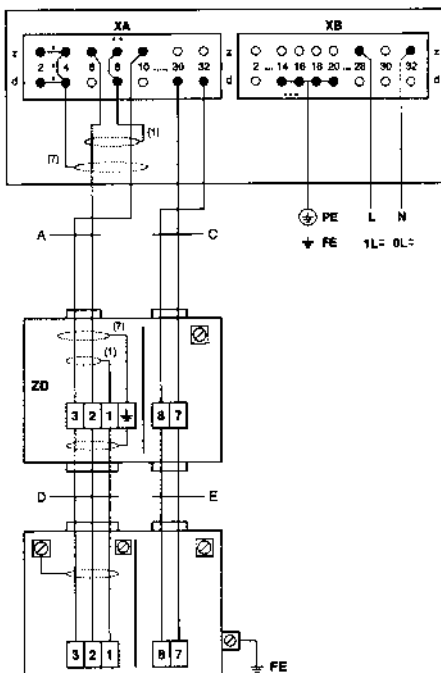 XA XB
z z z z
2 4 6 8 10 .... 30 32 2 ... 14 16 18 20 ... 28 30 32
d d d d
(1)
(7)
PE L N
FE 1L= 0L=
A C
(7)
(1)
ZD
3 2 1 8 7
D E
3 2 1 8 7
FE